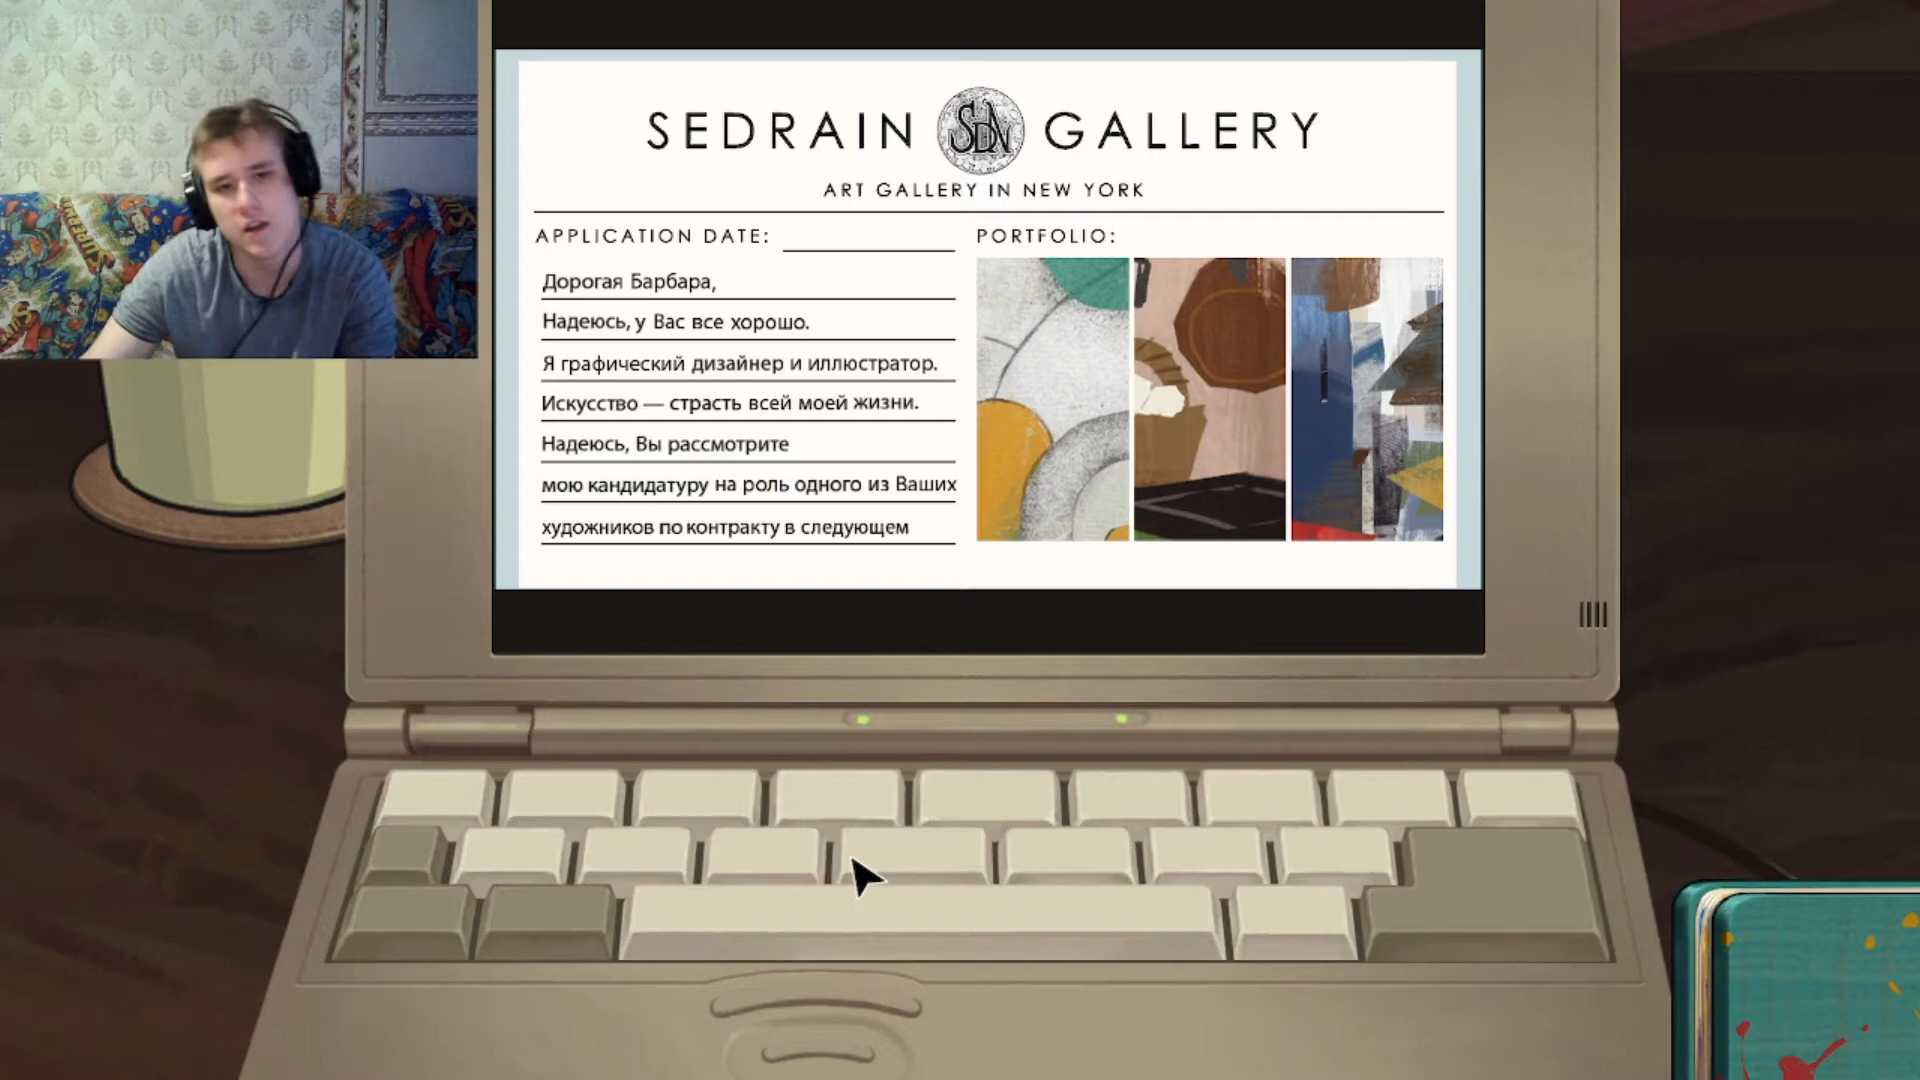 SEDRAIN SDN GALLERY
ART GALLERY IN NEW YORK
APPLICATION DATE:
PORTFOLIO:
Дорогая Барбара,
Надеюсь, у Вас все хорошо.
Я графический дизайнер и иллюстратор.
Искусство — страсть всей моей жизни.
Надеюсь, Вы рассмотрите
мою кандидатуру на роль одного из Ваших
художников по контракту в следующем